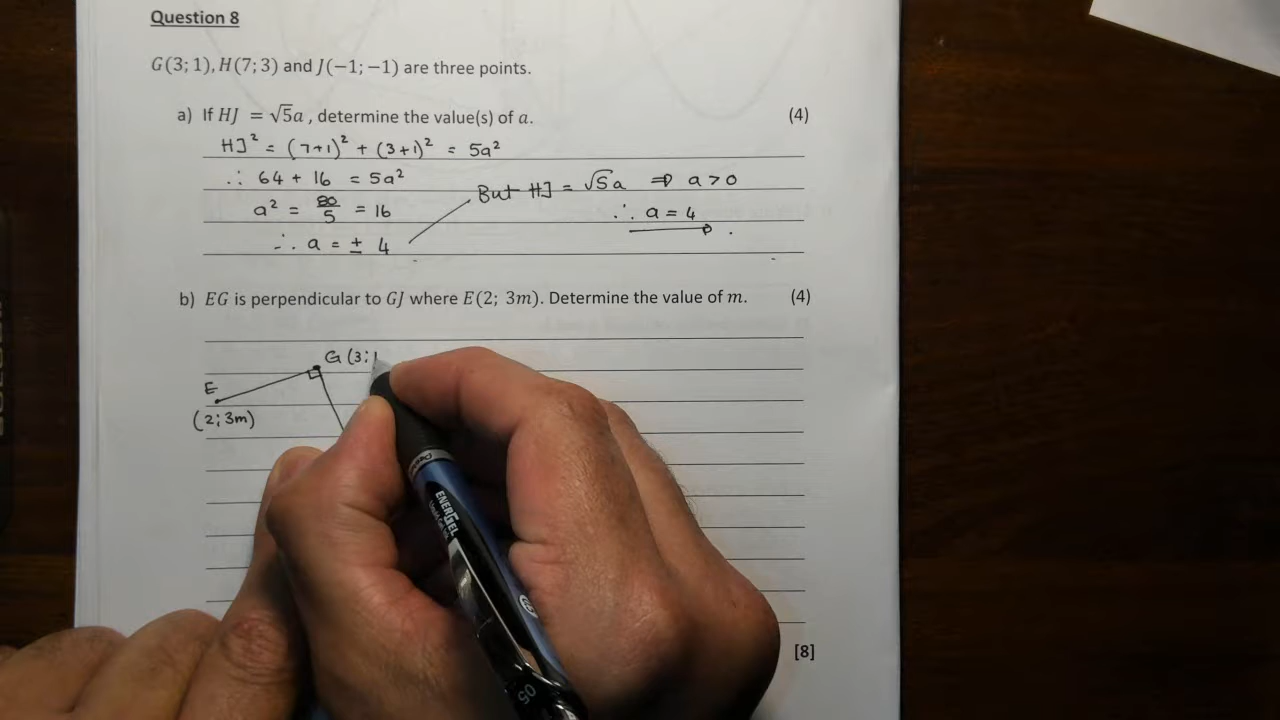 Question 8
G(3; 1), H(7; 3) and J(−1; −1) are three points.
a) If HJ = √5a , determine the value(s) of a. (4)
HJ² = (7+1)² + (3+1)² = 5a²
∴ 64 + 16 = 5a²
a² = 80/5 = 16
∴ a = ± 4
But HJ = √5a ⇒ a > 0
∴ a = 4 .
b) EG is perpendicular to GJ where E(2; 3m). Determine the value of m. (4)
G (3; 1
E
(2; 3m)
[8]
ENERGEL
05